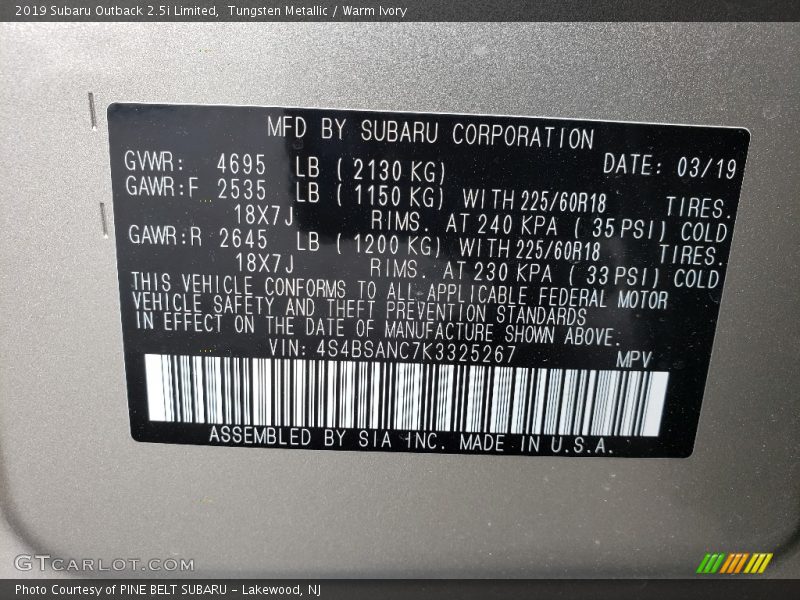 2019 Subaru Outback 2.5i Limited, Tungsten Metallic / Warm Ivory
MFD BY SUBARU CORPORATION
GVWR: 4695 LB ( 2130 KG) DATE: 03/19
GAWR:F 2535 LB ( 1150 KG) WITH 225/60R18 TIRES.
18X7J RIMS. AT 240 KPA ( 35 PSI) COLD
GAWR:R 2645 LB ( 1200 KG) WITH 225/60R18 TIRES.
18X7J RIMS. AT 230 KPA ( 33 PSI) COLD
THIS VEHICLE CONFORMS TO ALL APPLICABLE FEDERAL MOTOR
VEHICLE SAFETY AND THEFT PREVENTION STANDARDS
IN EFFECT ON THE DATE OF MANUFACTURE SHOWN ABOVE.
VIN: 4S4BSANC7K3325267 MPV
ASSEMBLED BY SIA INC. MADE IN U.S.A.
GTCARLOT.COM
Photo Courtesy of PINE BELT SUBARU - Lakewood, NJ